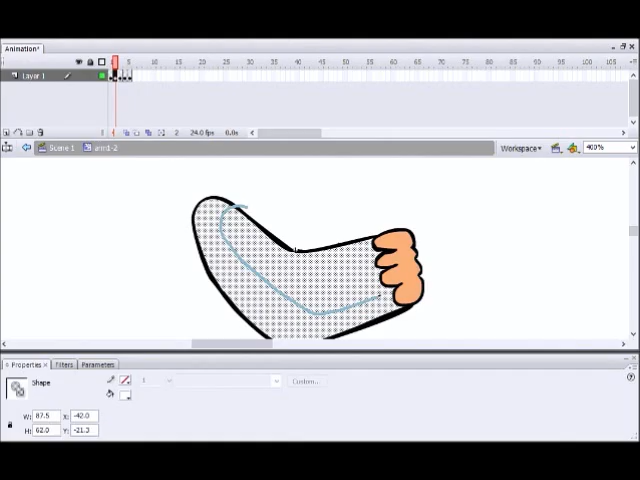 Animation*
5 10 15 20 25 30 35 40 45 50 55 60 65 70 75 80 85 90 95 100 105
Layer 1
2 24.0 fps 0.0s
Scene 1 arm1-2 Workspace 400%
Properties x Filters Parameters
Shape 1 Custom...
W: 87.5 X: -42.0
H: 62.0 Y: -21.3